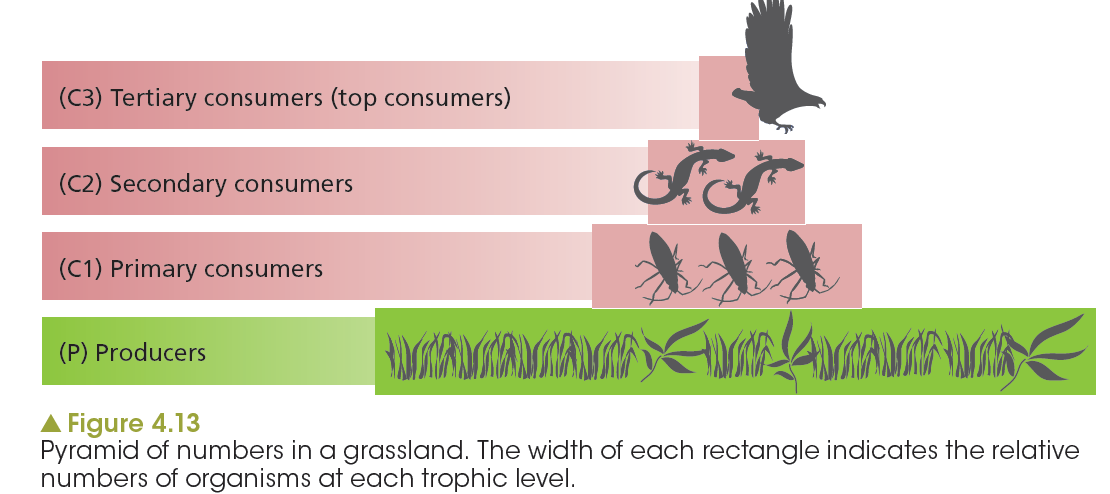 (C3) Tertiary consumers (top consumers)
(C2) Secondary consumers
(C1) Primary consumers
(P) Producers
▲ Figure 4.13
Pyramid of numbers in a grassland. The width of each rectangle indicates the relative
numbers of organisms at each trophic level.